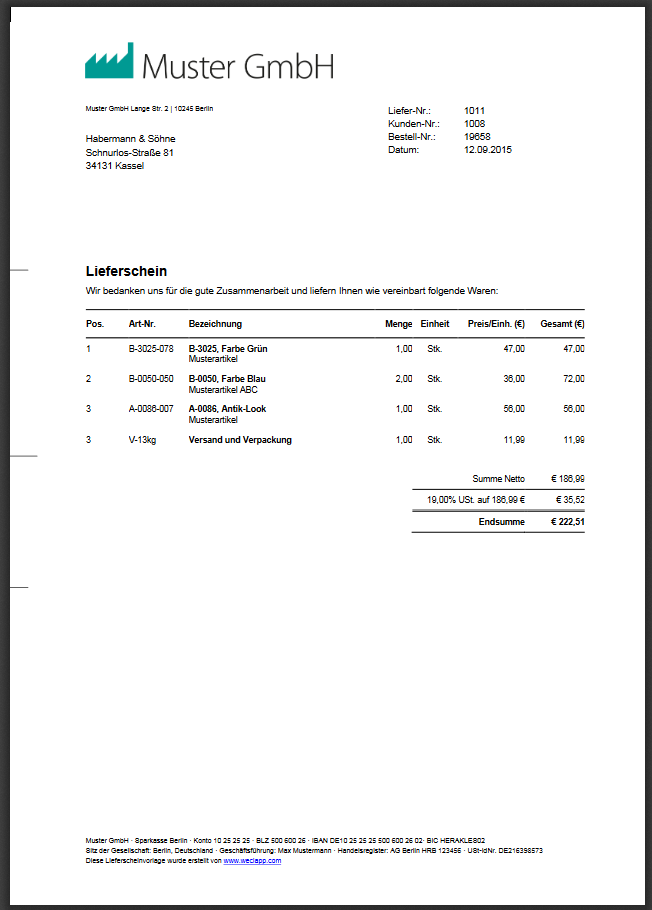 Muster GmbH
Muster GmbH Lange Str. 2 | 10245 Berlin
Habermann & Söhne
Schnurlos-Straße 81
34131 Kassel
Liefer-Nr.: 1011
Kunden-Nr.: 1008
Bestell-Nr.: 19658
Datum: 12.09.2015
Lieferschein
Wir bedanken uns für die gute Zusammenarbeit und liefern Ihnen wie vereinbart folgende Waren:
Pos. Art-Nr. Bezeichnung Menge Einheit Preis/Einh. (€) Gesamt (€)
1 B-3025-078 B-3025, Farbe Grün 1,00 Stk. 47,00 47,00
Musterartikel
2 B-0050-050 B-0050, Farbe Blau 2,00 Stk. 36,00 72,00
Musterartikel ABC
3 A-0086-007 A-0086, Antik-Look 1,00 Stk. 56,00 56,00
Musterartikel
3 V-13kg Versand und Verpackung 1,00 Stk. 11,99 11,99
Summe Netto € 186,99
19,00% USt. auf 186,99 € € 35,52
Endsumme € 222,51
Muster GmbH · Sparkasse Berlin · Konto 10 25 25 25 · BLZ 500 600 26 · IBAN DE10 25 25 25 500 600 26 02· BIC HERAKLES02
Sitz der Gesellschaft: Berlin, Deutschland · Geschäftsführung: Max Mustermann · Handelsregister: AG Berlin HRB 123456 · USt-IdNr. DE216398573
Diese Lieferscheinvorlage wurde erstellt von www.weclapp.com